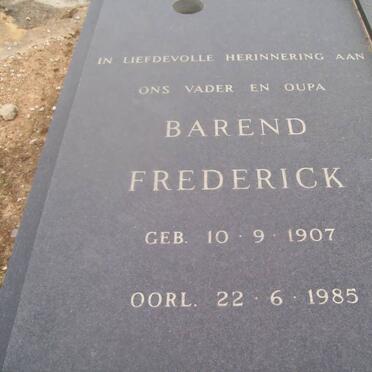 IN LIEFDEVOLLE HERINNERING AAN
ONS VADER EN OUPA
BAREND
FREDERICK
GEB. 10 · 9 · 1907
OORL. 22 · 6 · 1985